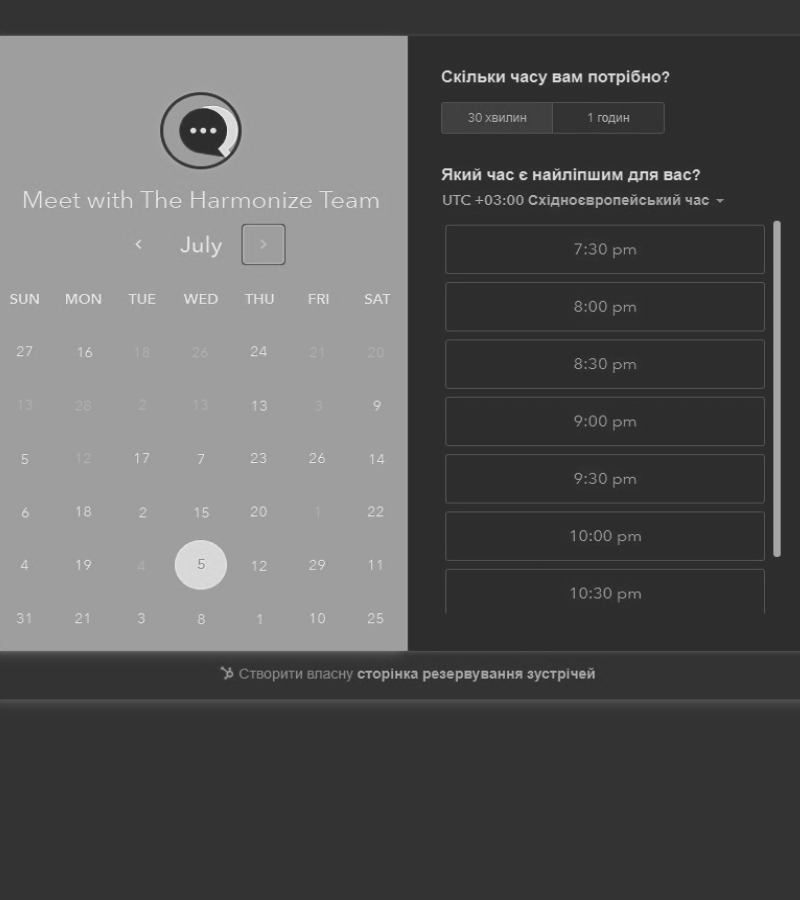 Meet with The Harmonize Team
July
SUN MON TUE WED THU FRI SAT
27 16 18 26 24 21 20
13 28 2 13 13 3 9
5 12 17 7 23 26 14
6 18 2 15 20 1 22
4 19 4 5 12 29 11
31 21 3 8 1 10 25
Скільки часу вам потрібно?
30 хвилин 1 годин
Який час є найліпшим для вас?
UTC +03:00 Східноєвропейський час
7:30 pm
8:00 pm
8:30 pm
9:00 pm
9:30 pm
10:00 pm
10:30 pm
Створити власну сторінка резервування зустрічей